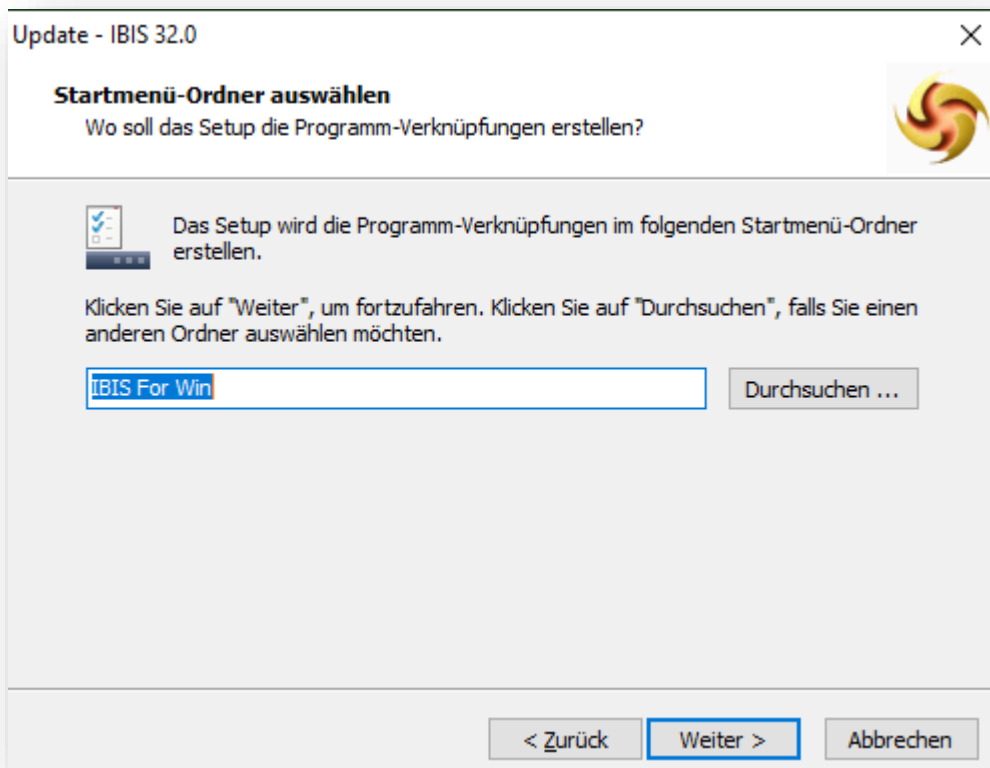 Update - IBIS 32.0
Startmenü-Ordner auswählen
Wo soll das Setup die Programm-Verknüpfungen erstellen?
Das Setup wird die Programm-Verknüpfungen im folgenden Startmenü-Ordner
erstellen.
Klicken Sie auf "Weiter", um fortzufahren. Klicken Sie auf "Durchsuchen", falls Sie einen
anderen Ordner auswählen möchten.
IBIS For Win
Durchsuchen ...
< Zurück
Weiter >
Abbrechen